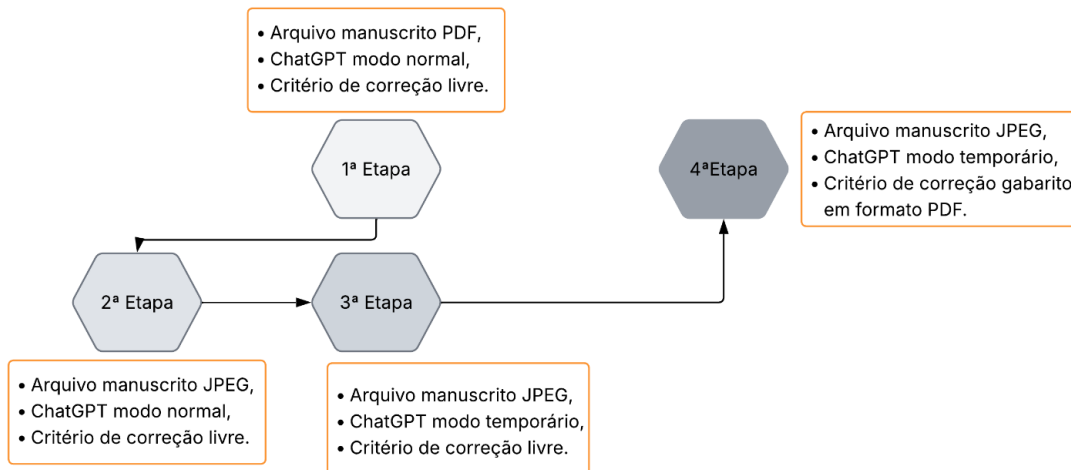 • Arquivo manuscrito PDF,
• ChatGPT modo normal,
• Critério de correção livre.
1ª Etapa
4ªEtapa
• Arquivo manuscrito JPEG,
• ChatGPT modo temporário,
• Critério de correção gabarito
em formato PDF.
2ª Etapa
3ª Etapa
• Arquivo manuscrito JPEG,
• ChatGPT modo normal,
• Critério de correção livre.
• Arquivo manuscrito JPEG,
• ChatGPT modo temporário,
• Critério de correção livre.